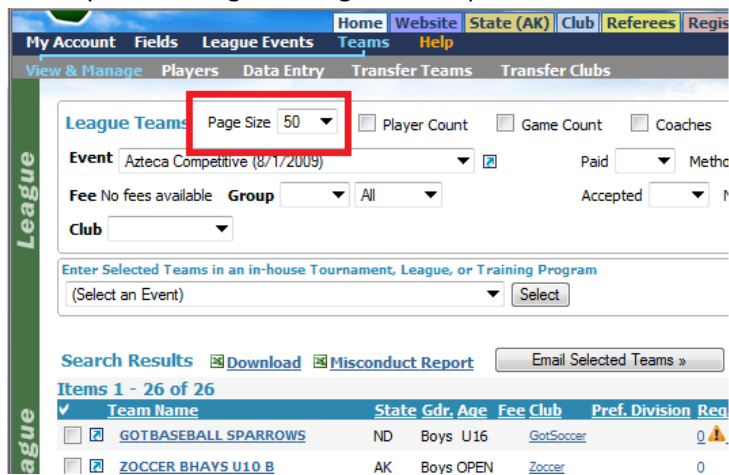 Home Website State (AK) Club Referees Regis
My Account Fields League Events Teams Help
View & Manage Players Data Entry Transfer Teams Transfer Clubs
League Teams Page Size 50 Player Count Game Count Coaches
Event Azteca Competitive (8/1/2009) Paid Metho
Fee No fees available Group All Accepted
Club
League
Enter Selected Teams in an in-house Tournament, League, or Training Program
(Select an Event) Select
Search Results Download Misconduct Report Email Selected Teams »
Items 1 - 26 of 26
Team Name State Gdr. Age Fee Club Pref. Division Reg
GOTBASEBALL SPARROWS ND Boys U16 GotSoccer 0
ZOCCER BHAYS U10 B AK Boys OPEN Zoccer 0
ague